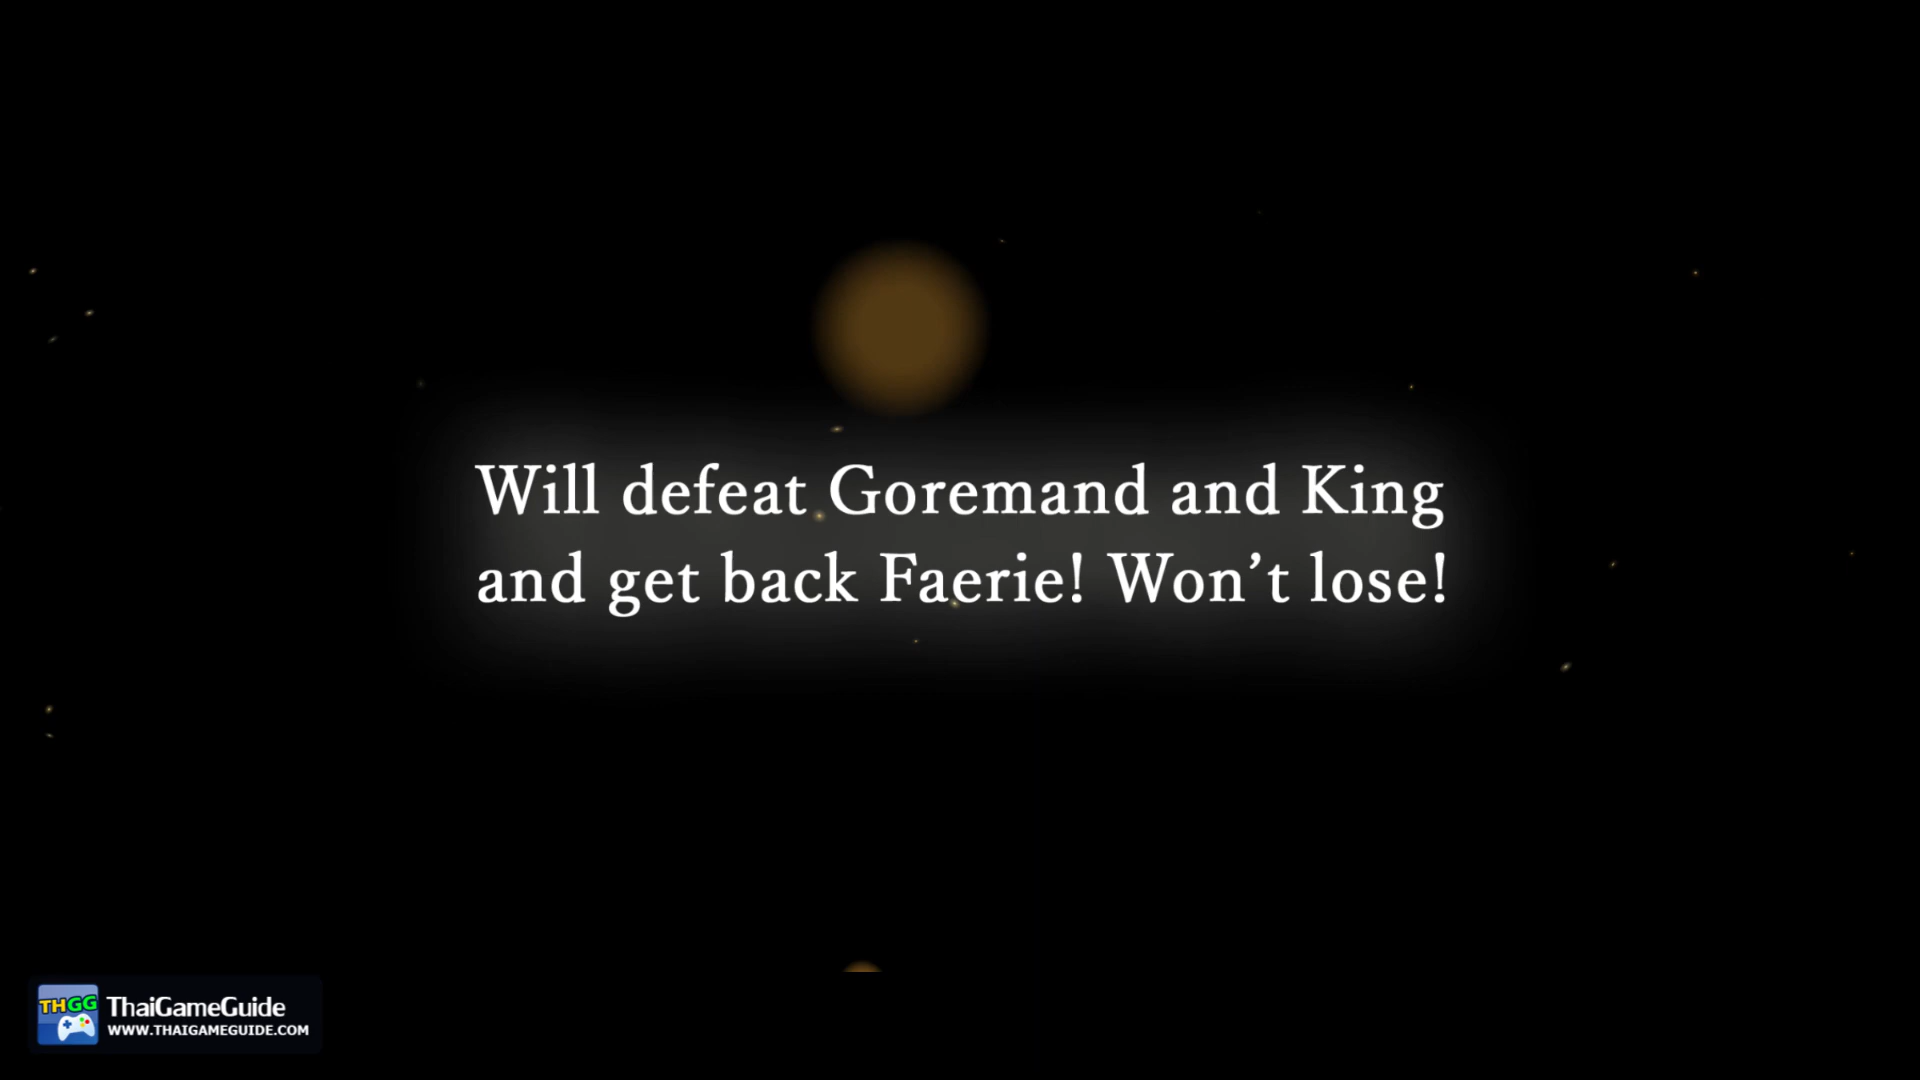 Will defeat Goremand and King
and get back Faerie! Won’t lose!
THGG
ThaiGameGuide
WWW.THAIGAMEGUIDE.COM